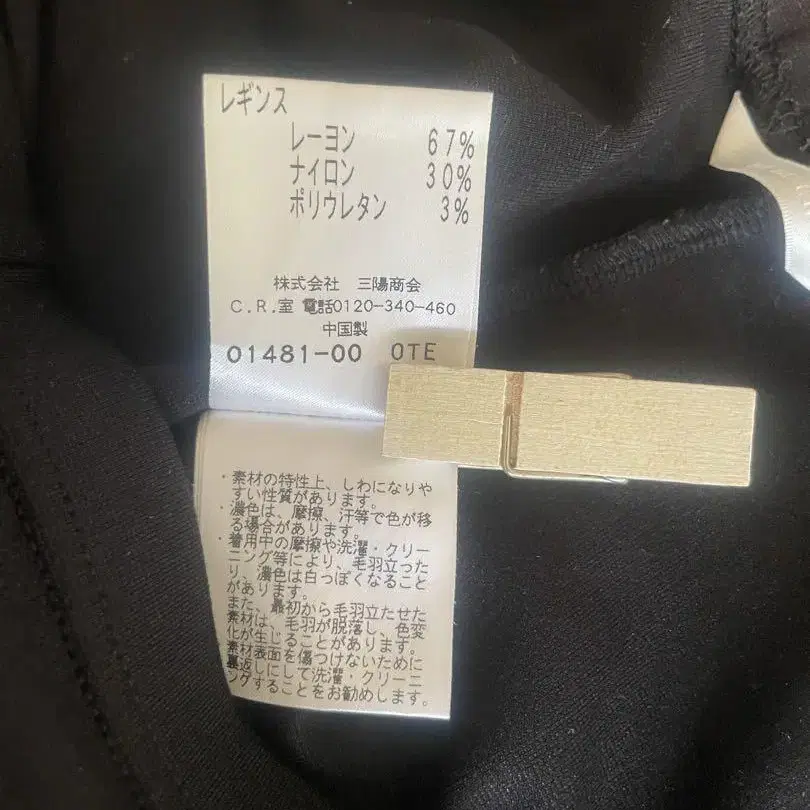 レギンス
レーヨン 67%
ナイロン 30%
ポリウレタン 3%
株式会社 三陽商会
C.R.室 電話0120-340-460
中国製
01481-00 OTE
・素材の特性上、しわになりや
すい性質があります。
・濃色は、摩擦、汗等で色が移
る場合があります。
・着用中の摩擦や洗濯・クリー
ニング等により、毛羽立った
り、濃色は白っぽくなること
があります。
また、最初から毛羽立たせた
素材は、毛羽が脱落し、色変
化が生じることがあります。
素材表面を傷つけないために
裏返しにして洗濯・クリーニ
ングすることをお勧めします。